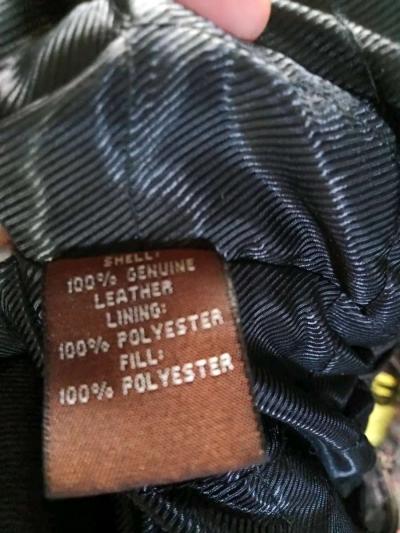 SHELL:
100% GENUINE
LEATHER
LINING:
100% POLYESTER
FILL:
100% POLYESTER